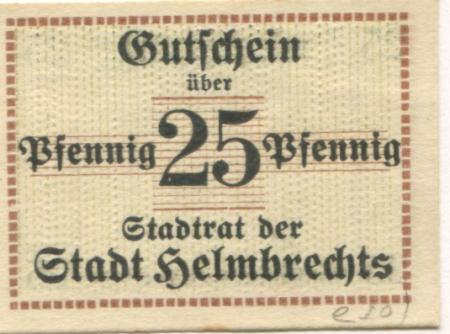 Gutschein
über
Pfennig 25 Pfennig
Stadtrat der
Stadt Helmbrechts